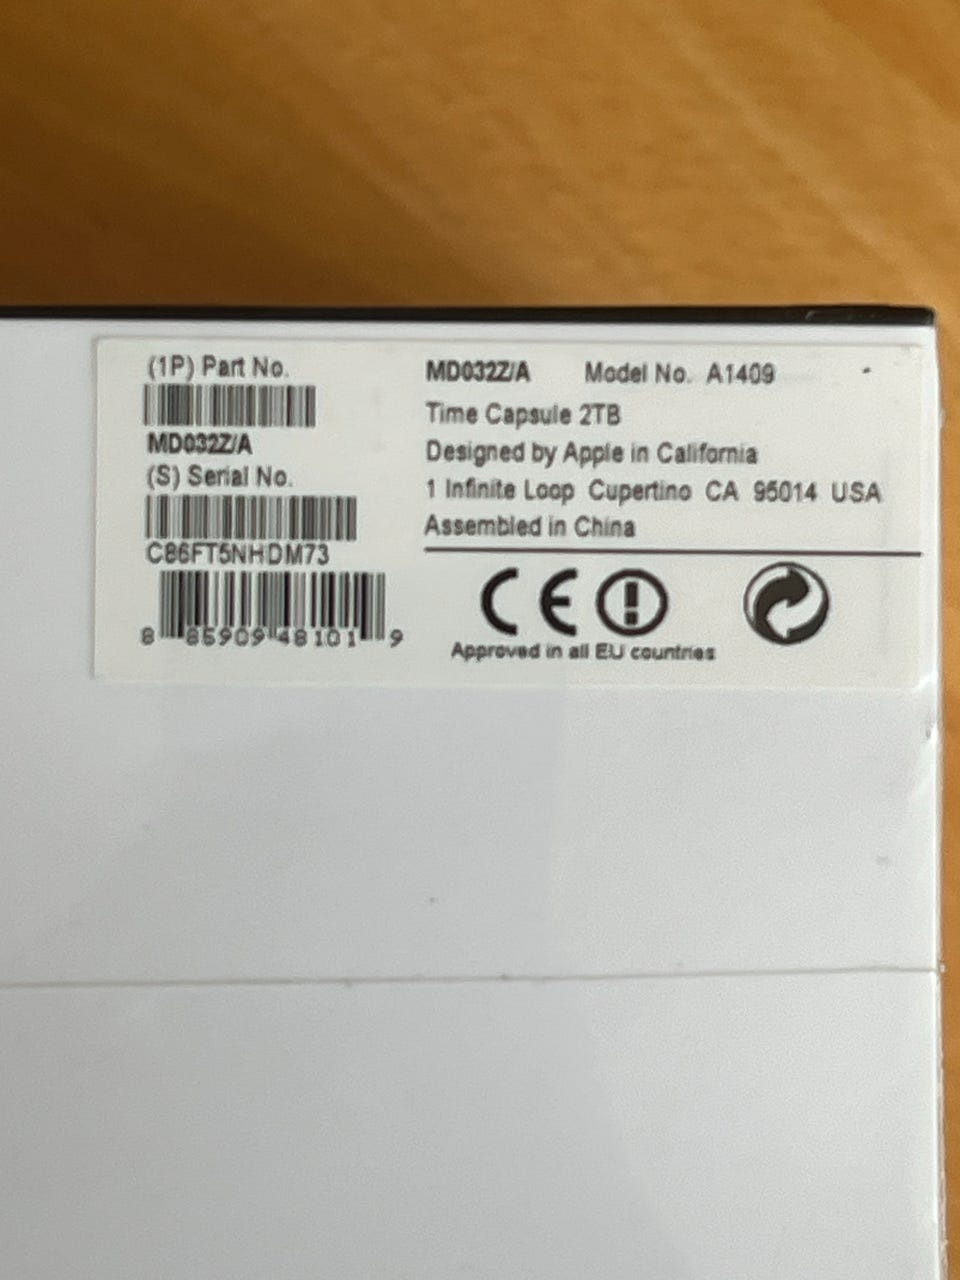 (1P) Part No.
MD032Z/A
(S) Serial No.
C86FT5NHDM73
8 85909 48101 9
MD032Z/A Model No. A1409
Time Capsule 2TB
Designed by Apple in California
1 Infinite Loop Cupertino CA 95014 USA
Assembled in China
CE
Approved in all EU countries